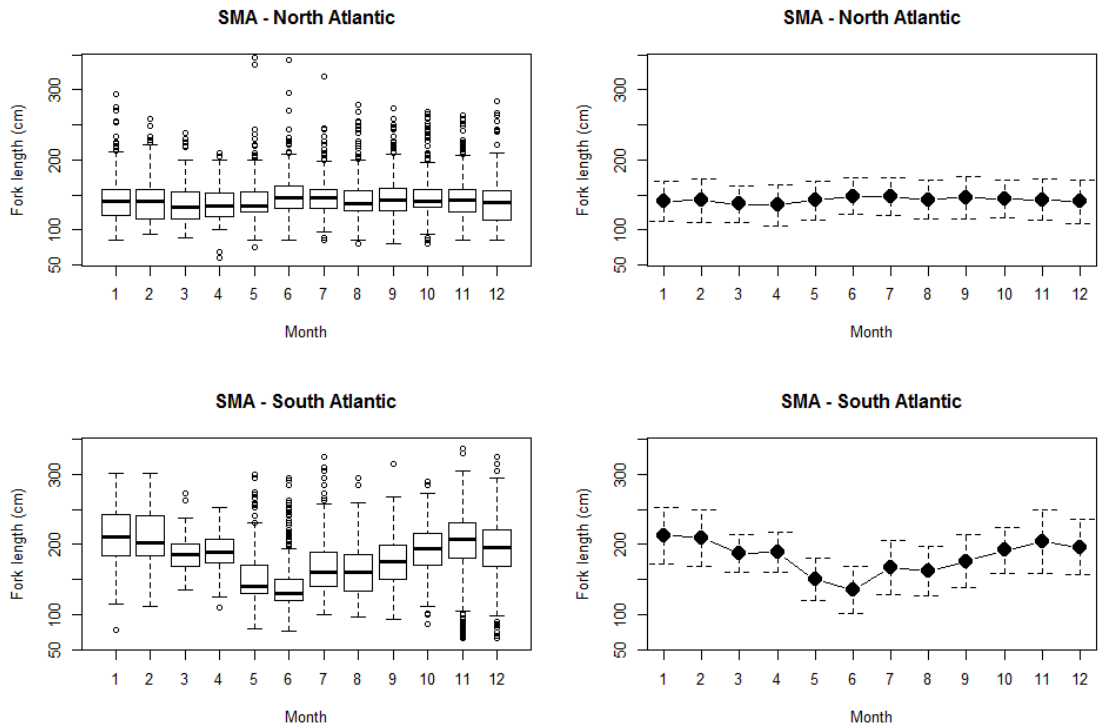 SMA - North Atlantic
Fork length (cm)
300
200
100
50
1 2 3 4 5 6 7 8 9 10 11 12
Month
SMA - North Atlantic
Fork length (cm)
300
200
100
50
1 2 3 4 5 6 7 8 9 10 11 12
Month
SMA - South Atlantic
Fork length (cm)
300
200
100
50
1 2 3 4 5 6 7 8 9 10 11 12
Month
SMA - South Atlantic
Fork length (cm)
300
200
100
50
1 2 3 4 5 6 7 8 9 10 11 12
Month